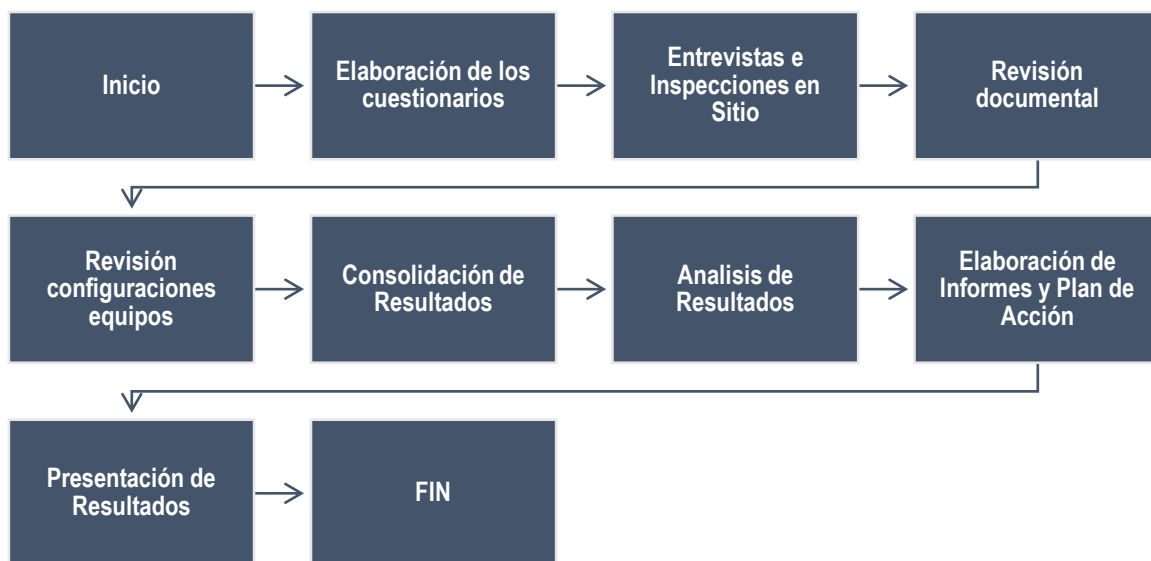 Inicio
Elaboración de los
cuestionarios
Entrevistas e
Inspecciones en
Sitio
Revisión
documental
Revisión
configuraciones
equipos
Consolidación de
Resultados
Analisis de
Resultados
Elaboración de
Informes y Plan de
Acción
Presentación de
Resultados
FIN